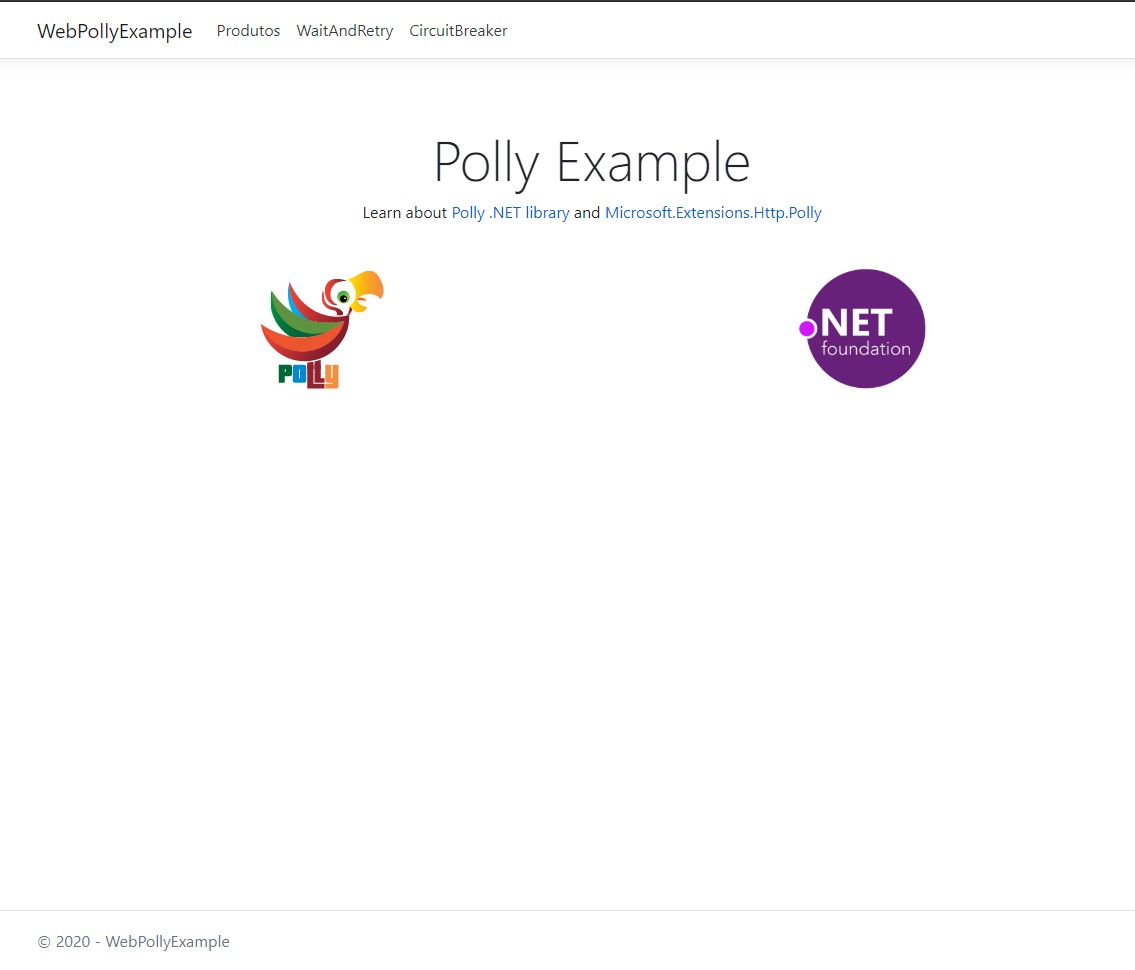 WebPollyExample Produtos WaitAndRetry CircuitBreaker
Polly Example
Learn about Polly .NET library and Microsoft.Extensions.Http.Polly
POLLY
.NET
foundation
© 2020 - WebPollyExample